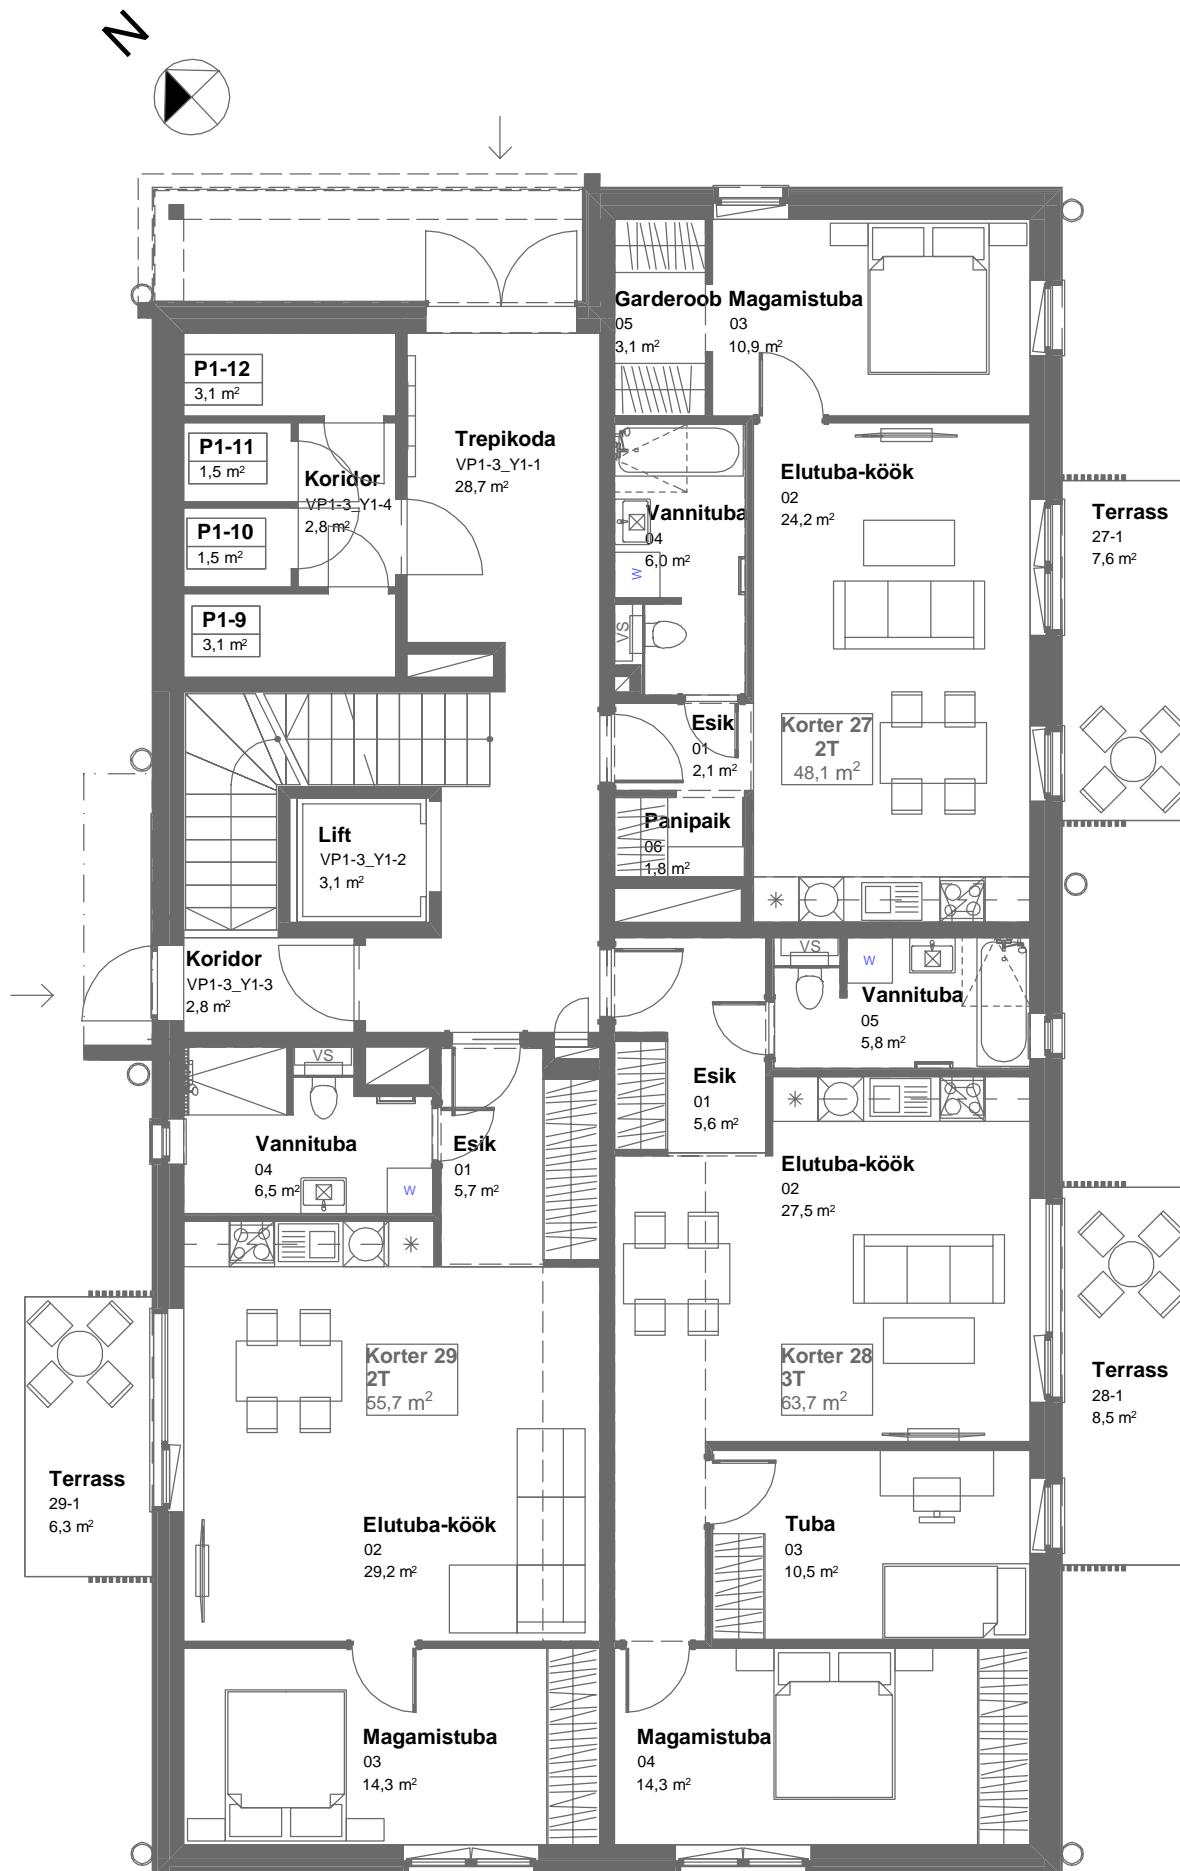 N
Garderoob
05
3,1 m²
Magamistuba
03
10,9 m²
P1-12
3,1 m²
P1-11
1,5 m²
Koridor
VP1-3_Y1-4
2,8 m²
P1-10
1,5 m²
P1-9
3,1 m²
Trepikoda
VP1-3_Y1-1
28,7 m²
Elutuba-köök
02
24,2 m²
Vannituba
04
6,0 m²
W
VS
Terrass
27-1
7,6 m²
Esik
01
2,1 m²
Korter 27
2T
48,1 m²
Panipaik
06
1,8 m²
Lift
VP1-3_Y1-2
3,1 m²
Koridor
VP1-3_Y1-3
2,8 m²
VS
W
Vannituba
05
5,8 m²
Esik
01
5,6 m²
VS
Vannituba
04
6,5 m²
W
Esik
01
5,7 m²
Elutuba-köök
02
27,5 m²
Korter 29
2T
55,7 m²
Korter 28
3T
63,7 m²
Terrass
28-1
8,5 m²
Terrass
29-1
6,3 m²
Elutuba-köök
02
29,2 m²
Tuba
03
10,5 m²
Magamistuba
03
14,3 m²
Magamistuba
04
14,3 m²